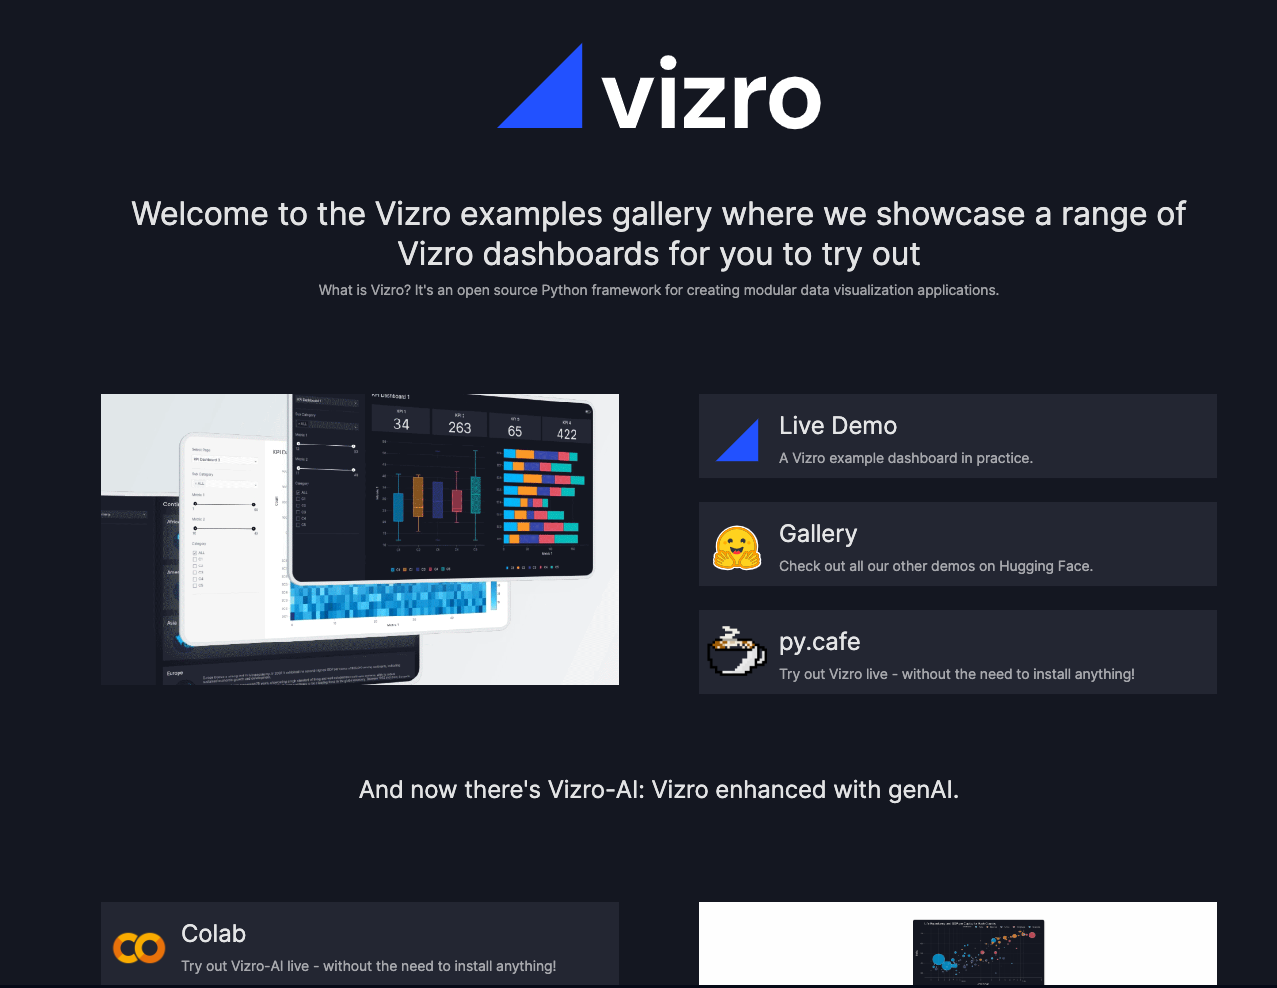 vizro
Welcome to the Vizro examples gallery where we showcase a range of
Vizro dashboards for you to try out
What is Vizro? It's an open source Python framework for creating modular data visualization applications.
KPI Dashboard 1
34
263
65
422
Live Demo
A Vizro example dashboard in practice.
Gallery
Check out all our other demos on Hugging Face.
py.cafe
Try out Vizro live - without the need to install anything!
And now there's Vizro-AI: Vizro enhanced with genAI.
Colab
Try out Vizro-AI live - without the need to install anything!